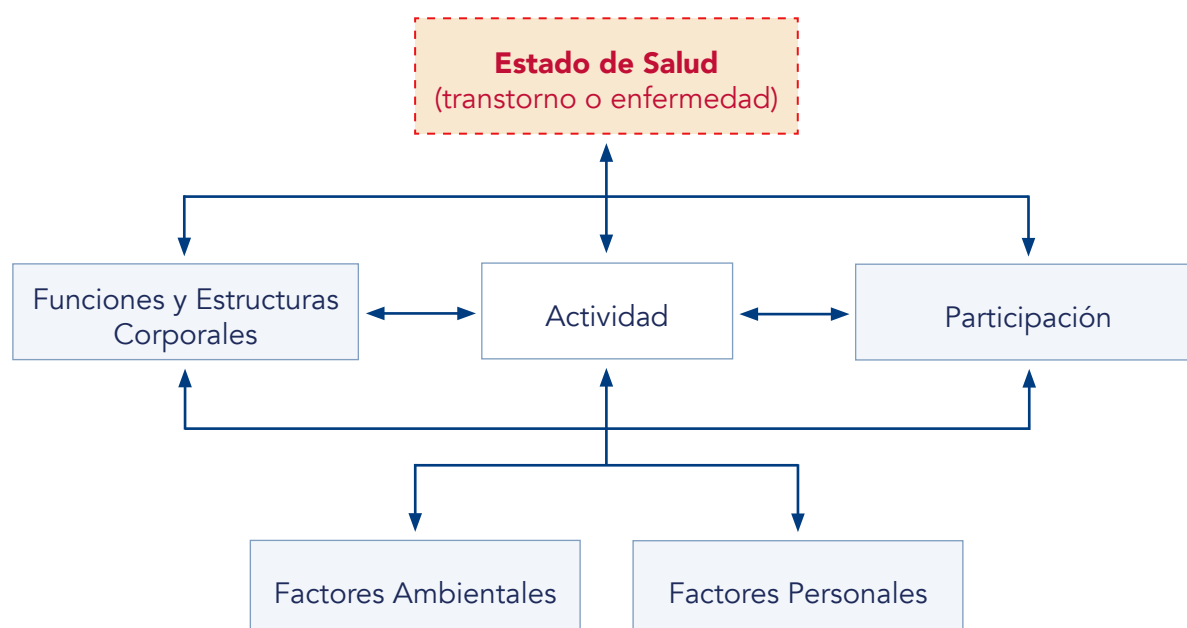 Estado de Salud
(transtorno o enfermedad)
Funciones y Estructuras
Corporales
Actividad
Participación
Factores Ambientales
Factores Personales